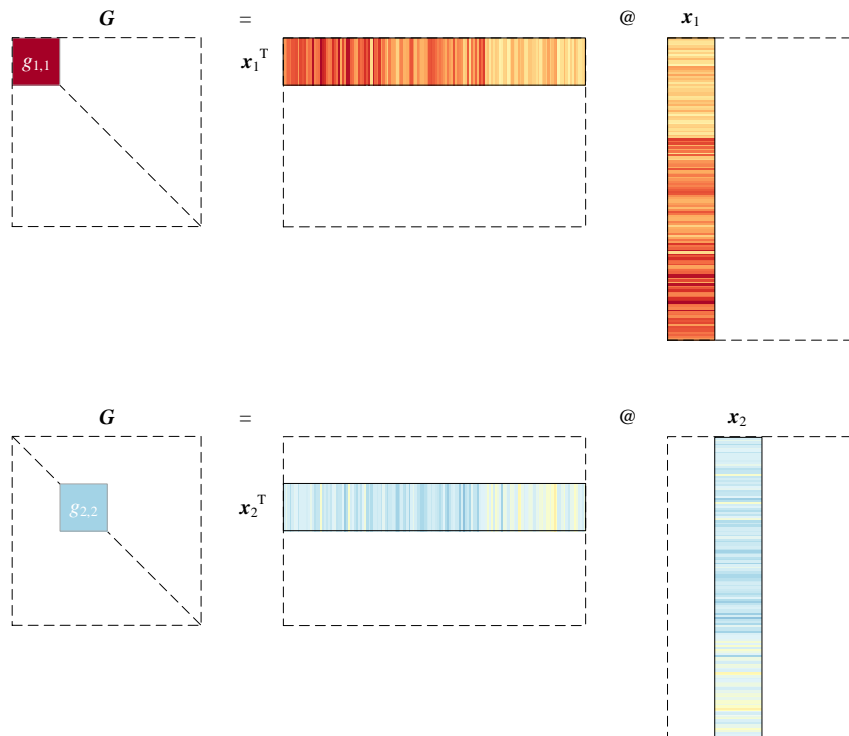 G = @ x₁
g₁,₁ x₁ᵀ
G = @ x₂
g₂,₂ x₂ᵀ